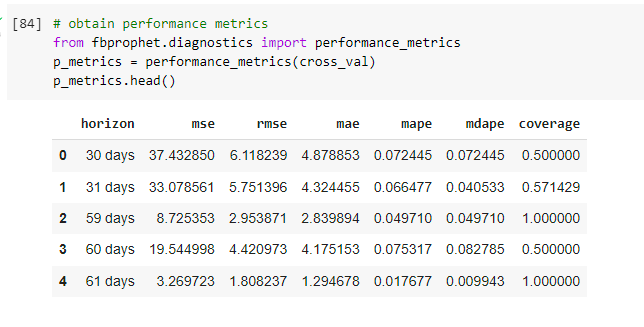 [84] # obtain performance metrics
from fbprophet.diagnostics import performance_metrics
p_metrics = performance_metrics(cross_val)
p_metrics.head()
horizon mse rmse mae mape mdape coverage
0 30 days 37.432850 6.118239 4.878853 0.072445 0.072445 0.500000
1 31 days 33.078561 5.751396 4.324455 0.066477 0.040533 0.571429
2 59 days 8.725353 2.953871 2.839894 0.049710 0.049710 1.000000
3 60 days 19.544998 4.420973 4.175153 0.075317 0.082785 0.500000
4 61 days 3.269723 1.808237 1.294678 0.017677 0.009943 1.000000